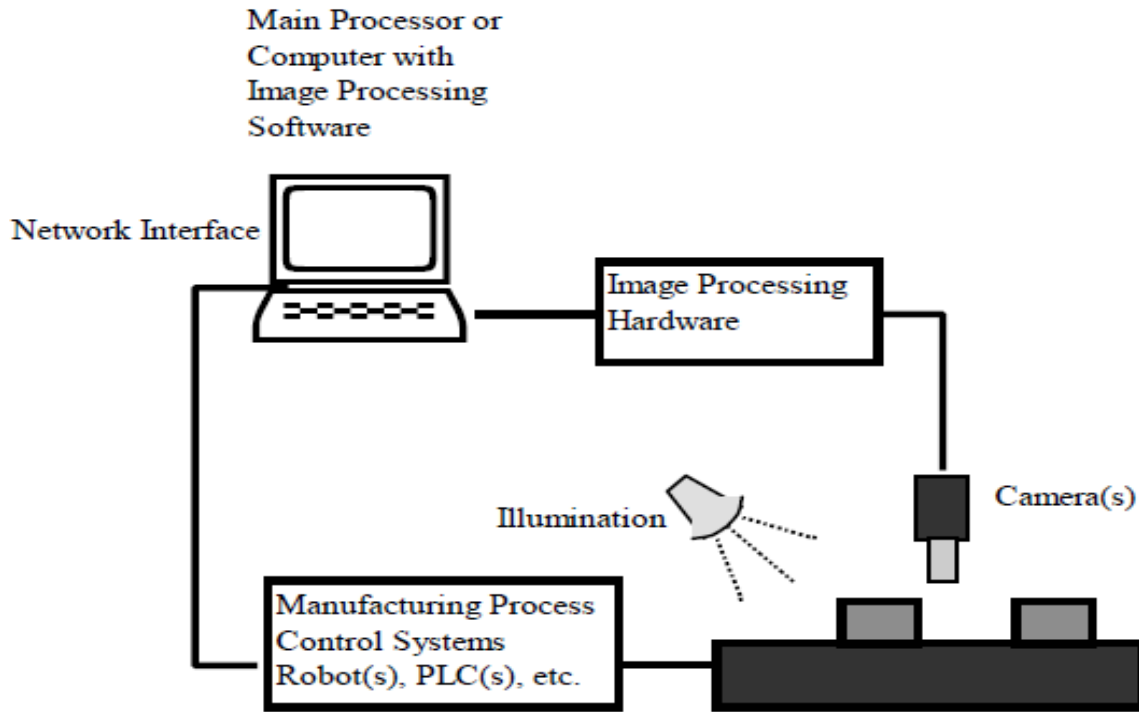 Main Processor or
Computer with
Image Processing
Software
Network Interface
Image Processing
Hardware
Illumination
Camera(s)
Manufacturing Process
Control Systems
Robot(s), PLC(s), etc.